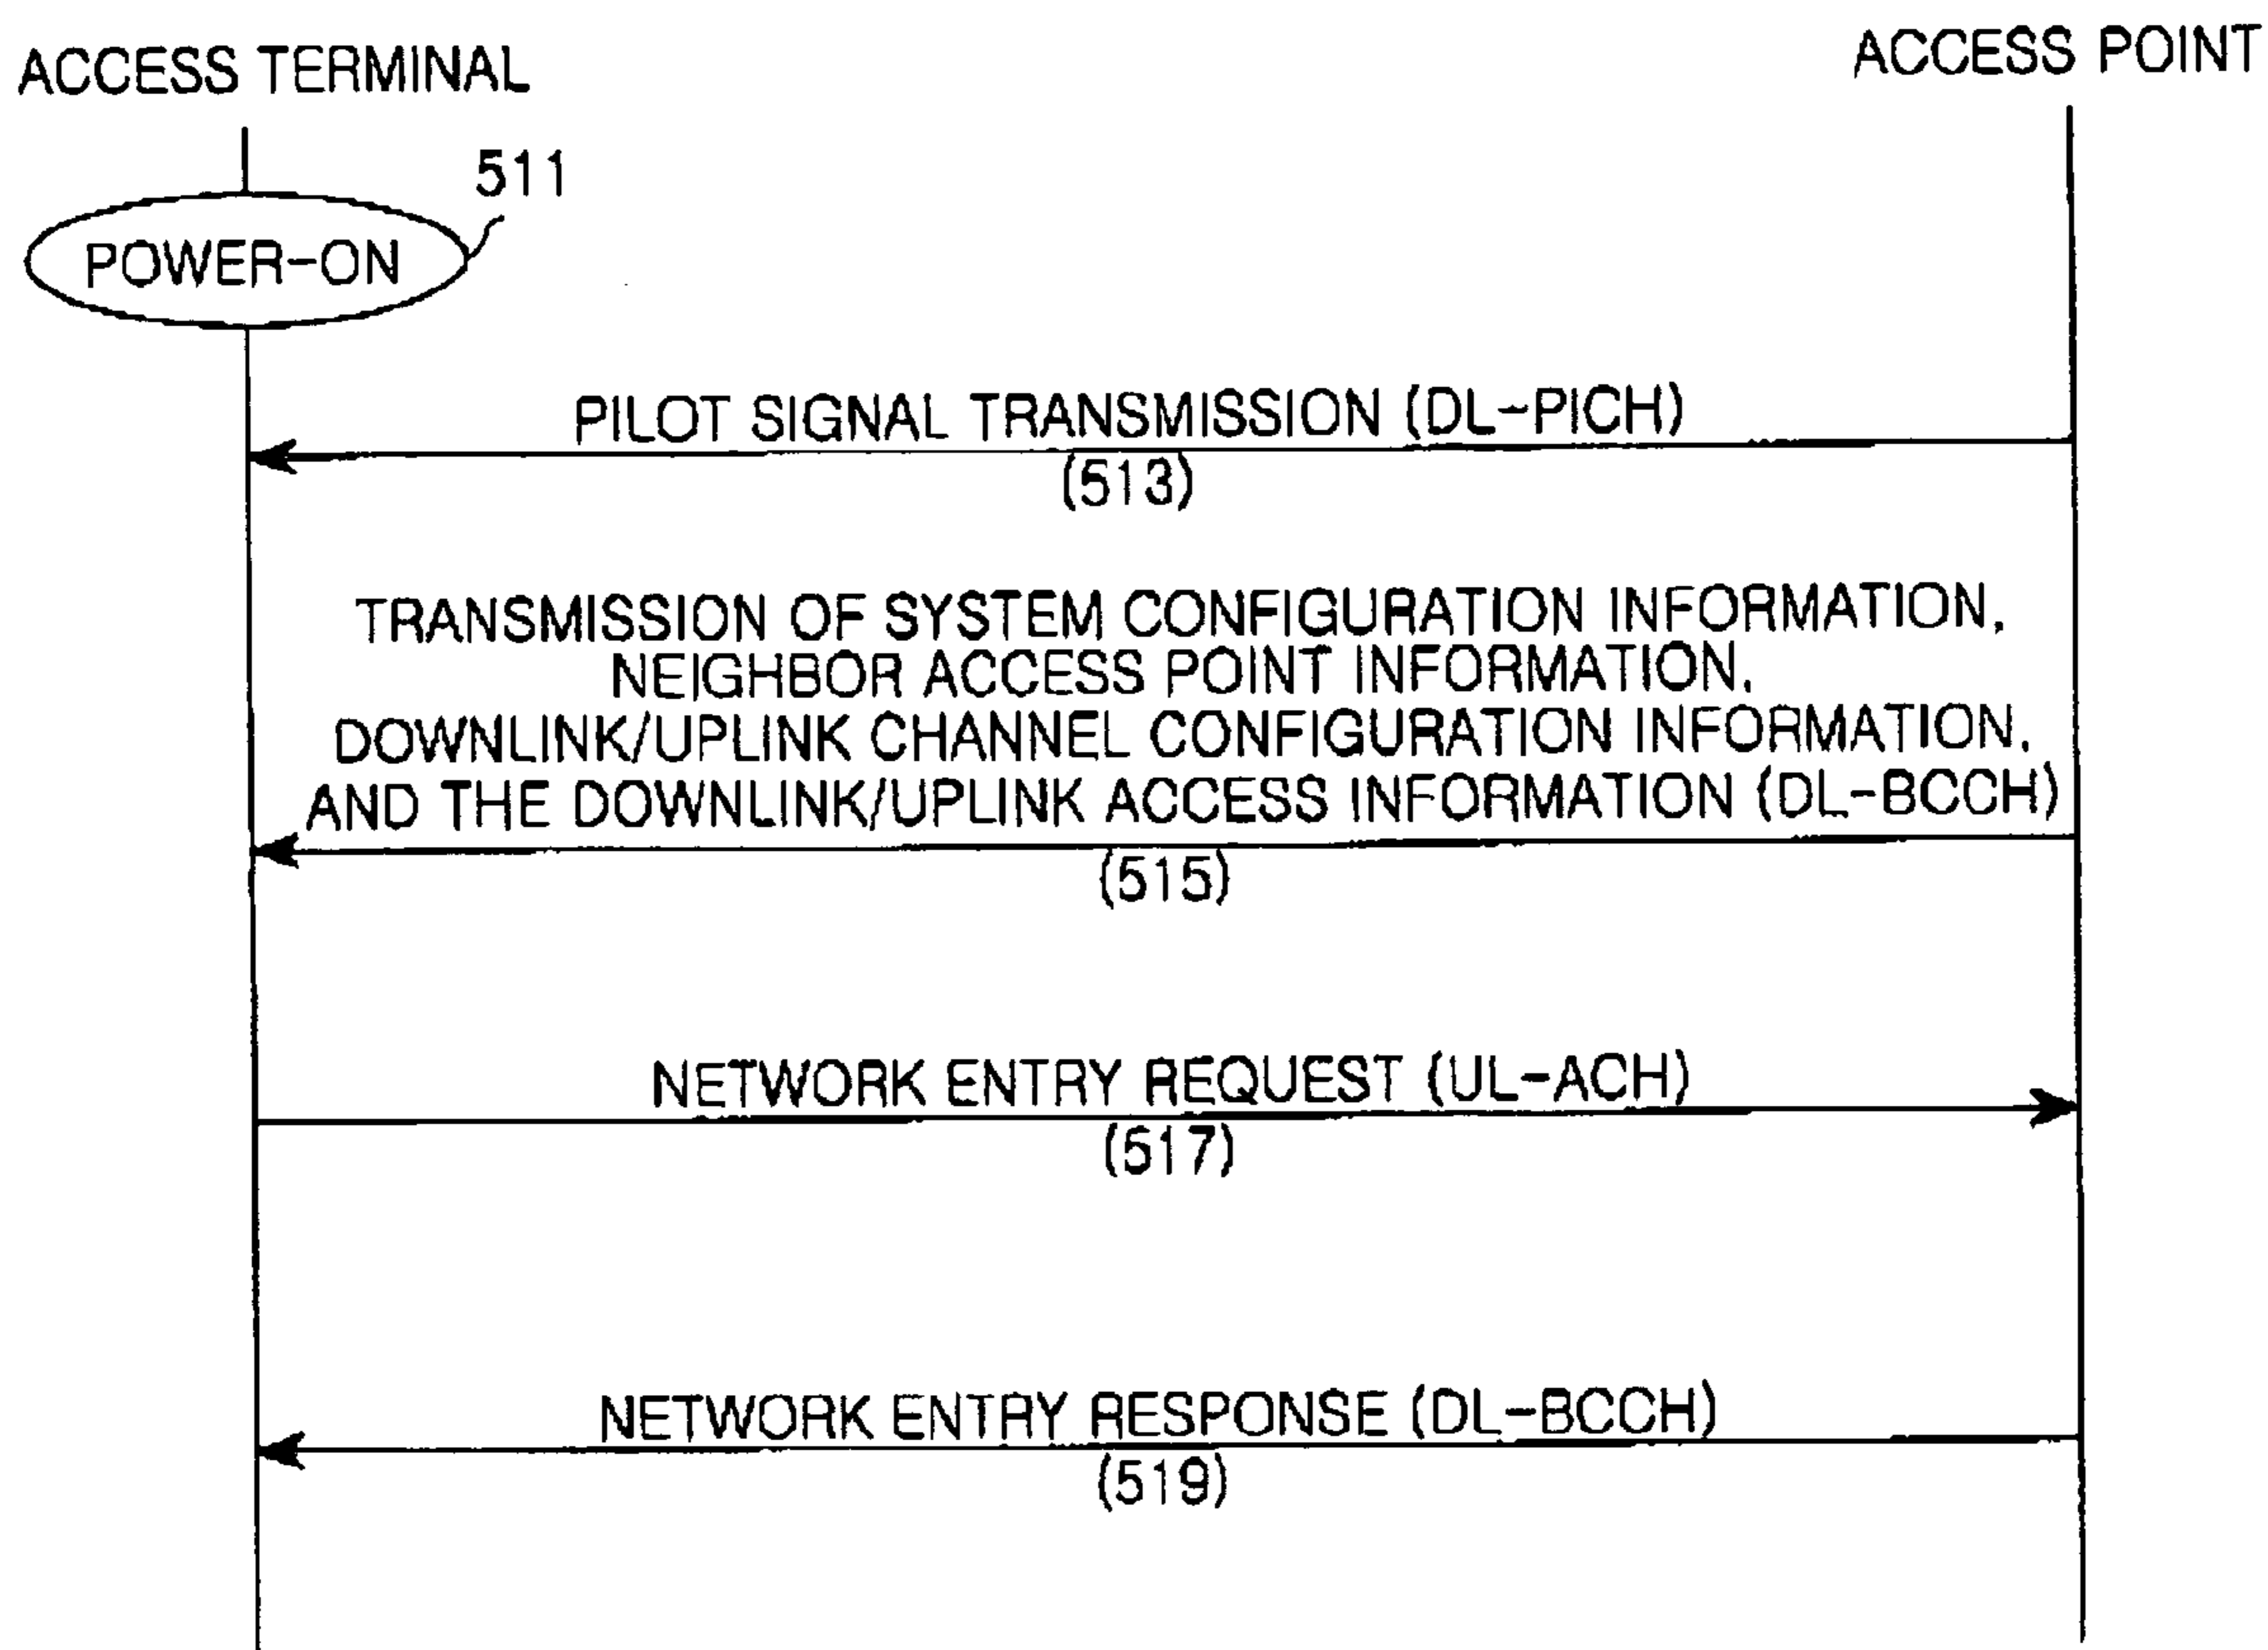 ACCESS TERMINAL
ACCESS POINT
511
POWER-ON
PILOT SIGNAL TRANSMISSION (DL-PICH)
(513)
TRANSMISSION OF SYSTEM CONFIGURATION INFORMATION,
NEIGHBOR ACCESS POINT INFORMATION,
DOWNLINK/UPLINK CHANNEL CONFIGURATION INFORMATION,
AND THE DOWNLINK/UPLINK ACCESS INFORMATION (DL-BCCH)
(515)
NETWORK ENTRY REQUEST (UL-ACH)
(517)
NETWORK ENTRY RESPONSE (DL-BCCH)
(519)